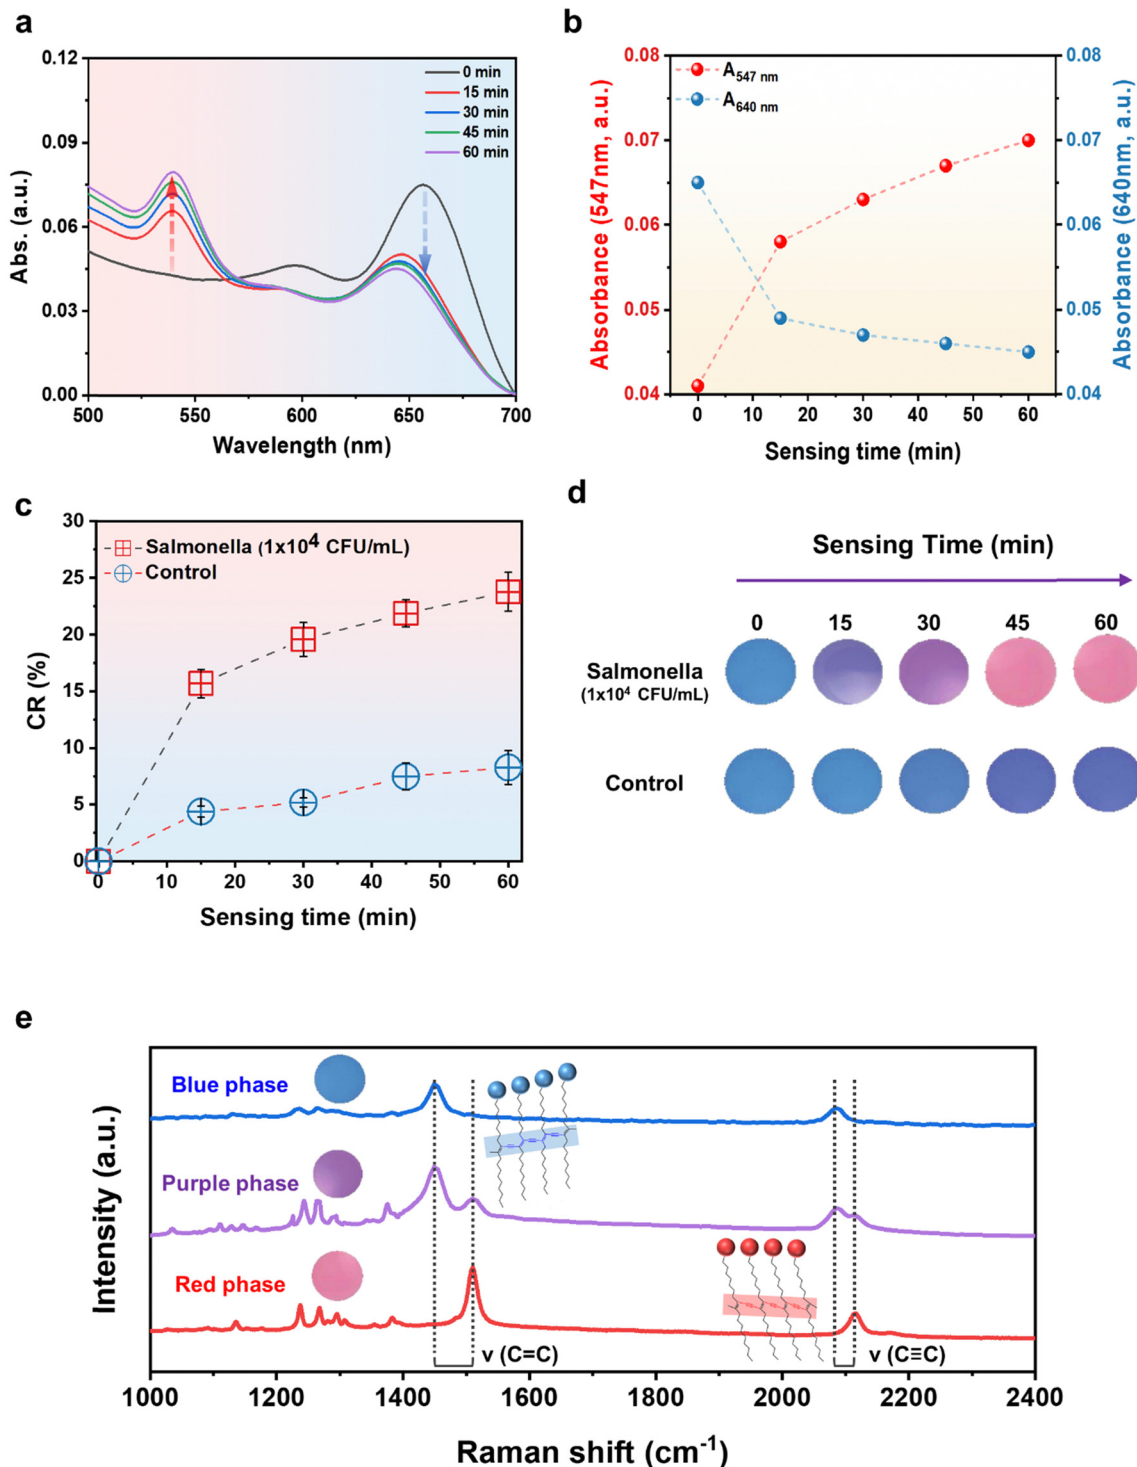 a
0.12
0.09
0.06
0.03
0.00
Abs. (a.u.)
0 min
15 min
30 min
45 min
60 min
500 550 600 650 700
Wavelength (nm)
b
0.08
0.07
0.06
0.05
0.04
Absorbance (547nm, a.u.)
A547 nm
A640 nm
0.08
0.07
0.06
0.05
0.04
Absorbance (640nm, a.u.)
0 10 20 30 40 50 60
Sensing time (min)
c
30
25
20
15
10
5
0
CR (%)
Salmonella (1x10⁴ CFU/mL)
Control
0 10 20 30 40 50 60
Sensing time (min)
d
Sensing Time (min)
0 15 30 45 60
Salmonella
(1x10⁴ CFU/mL)
Control
e
Intensity (a.u.)
Blue phase
Purple phase
Red phase
ν (C=C)
ν (C≡C)
1000 1200 1400 1600 1800 2000 2200 2400
Raman shift (cm⁻¹)